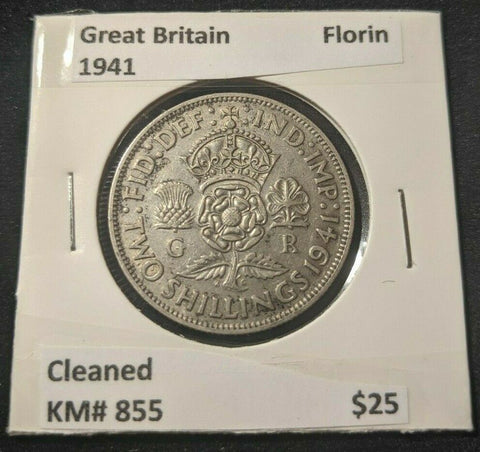 Great Britain Florin
1941
: FID: DEF: IND: IMP: 1941
G R
TWO SHILLINGS
Cleaned
KM# 855 $25